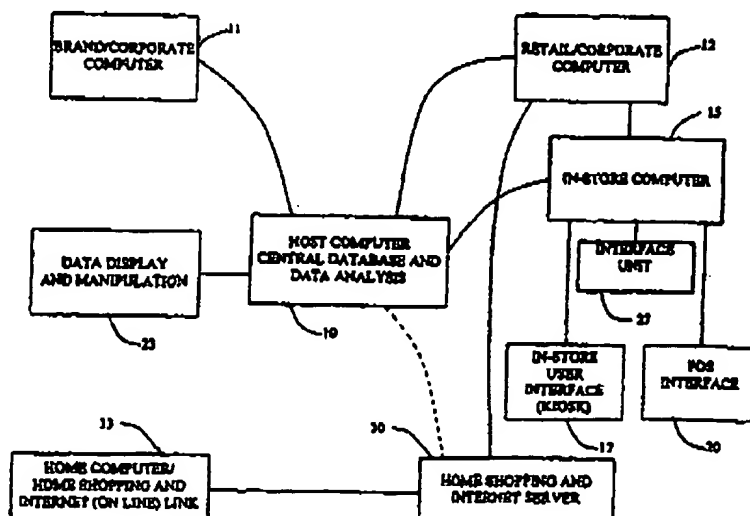 11
BRAND/CORPORATE
COMPUTER
RETAIL/CORPORATE
COMPUTER
12
15
IN-STORE COMPUTER
HOST COMPUTER
CENTRAL DATABASE AND
DATA ANALYSIS
10
DATA DISPLAY
AND MANIPULATION
23
INTERFACE
UNIT
27
IN-STORE
USER
INTERFACE
(KIOSK)
17
POS
INTERFACE
20
33
HOME COMPUTER/
HOME SHOPPING AND
INTERNET (ON LINE) LINK
30
HOME SHOPPING AND
INTERNET SERVER